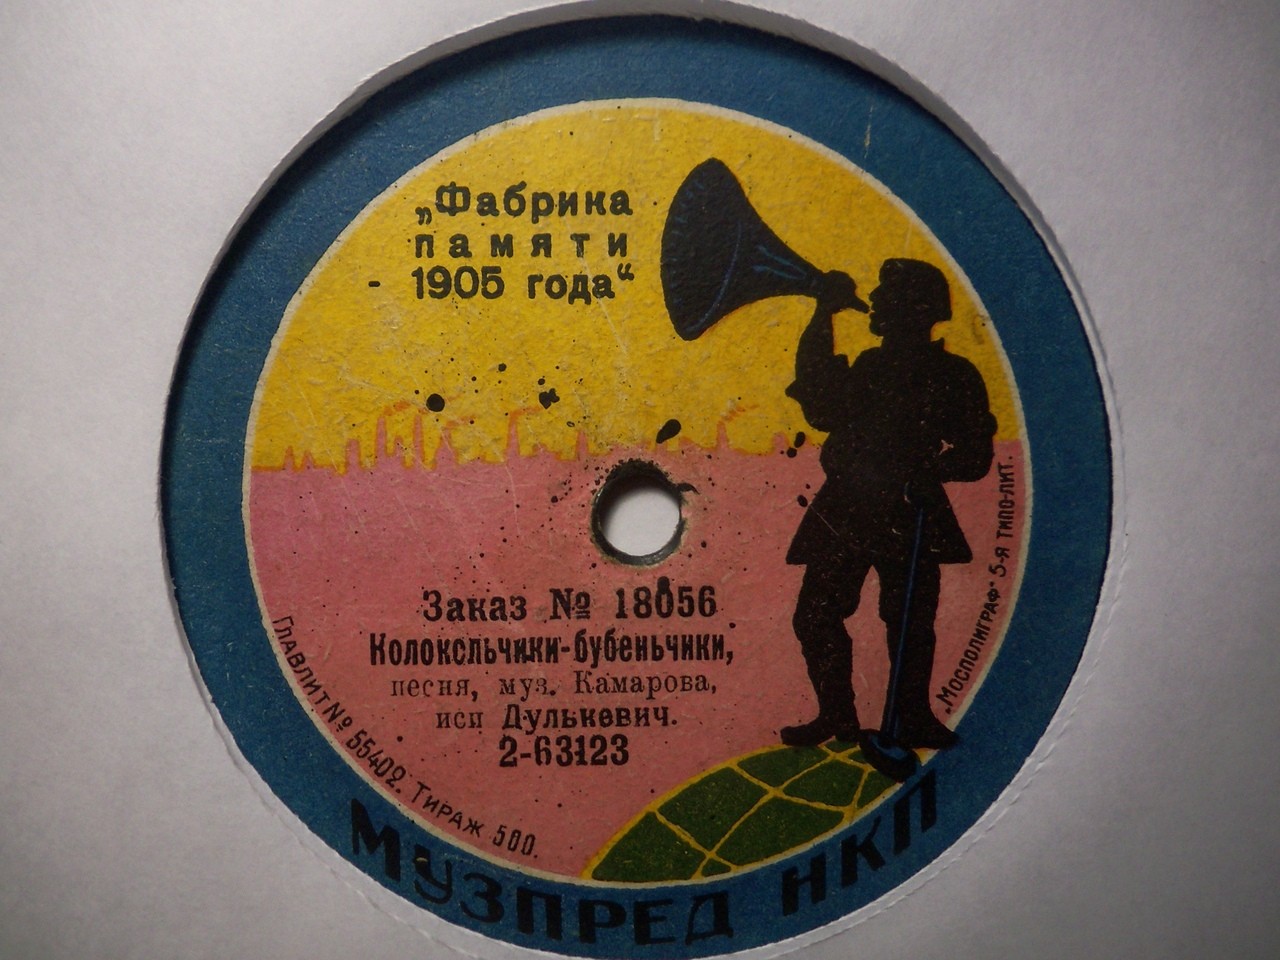 „Фабрика
памяти
1905 года“
Заказ № 18056
Колокольчики-бубеньчики,
песня, муз. Камарова,
исп Дулькевич.
2-63123
Главлит № 55402. Тираж 500.
„Мосполиграф“ 5-я типо-лит.
МУЗПРЕД НКП